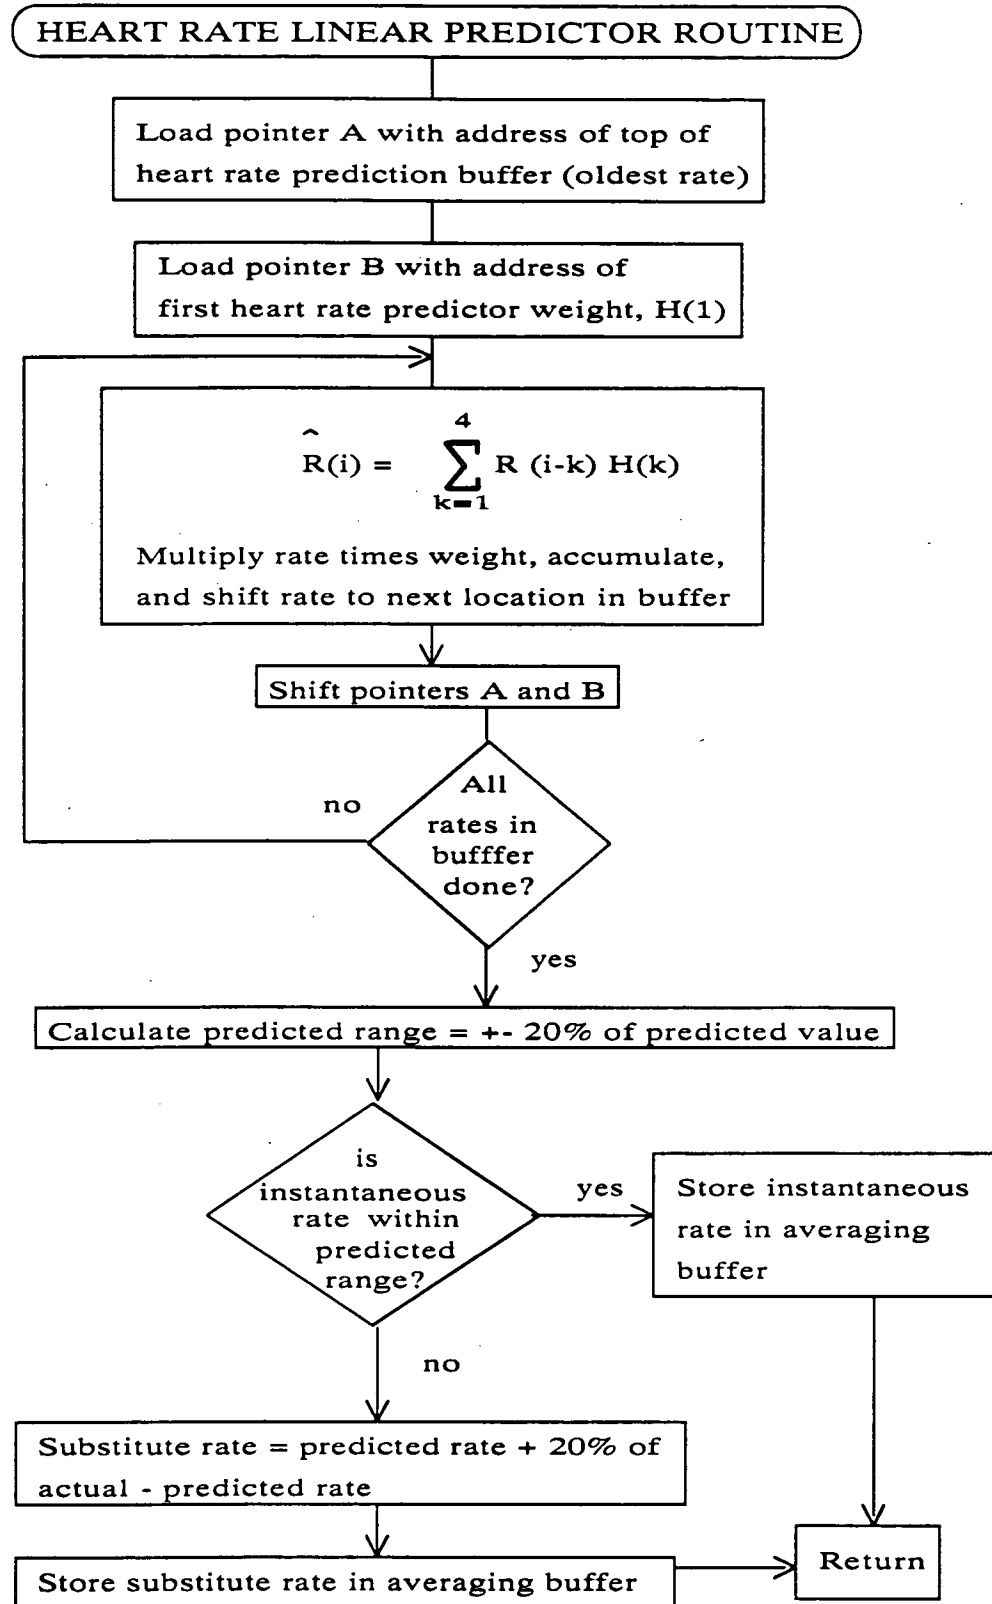 HEART RATE LINEAR PREDICTOR ROUTINE
Load pointer A with address of top of
heart rate prediction buffer (oldest rate)
Load pointer B with address of
first heart rate predictor weight, H(1)
4
R̂(i) = ∑ R (i-k) H(k)
k=1
Multiply rate times weight, accumulate,
and shift rate to next location in buffer
Shift pointers A and B
All
rates in
bufffer
done?
no
yes
Calculate predicted range = +- 20% of predicted value
is
instantaneous
rate within
predicted
range?
yes
Store instantaneous
rate in averaging
buffer
no
Substitute rate = predicted rate + 20% of
actual - predicted rate
Store substitute rate in averaging buffer
Return